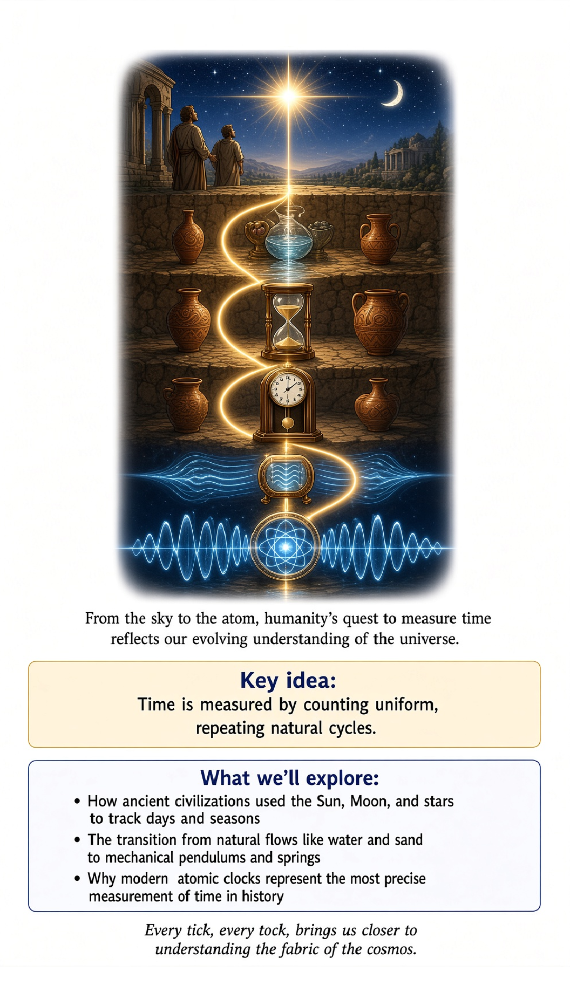 From the sky to the atom, humanity’s quest to measure time
reflects our evolving understanding of the universe.
Key idea:
Time is measured by counting uniform,
repeating natural cycles.
What we’ll explore:
• How ancient civilizations used the Sun, Moon, and stars
to track days and seasons
• The transition from natural flows like water and sand
to mechanical pendulums and springs
• Why modern atomic clocks represent the most precise
measurement of time in history
Every tick, every tock, brings us closer to
understanding the fabric of the cosmos.